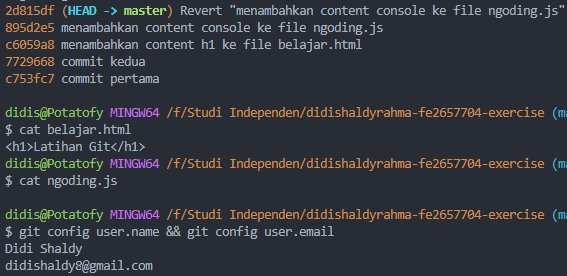 2d815df (HEAD -> master) Revert "menambahkan content console ke file ngoding.js"
895d2e5 menambahkan content console ke file ngoding.js
c6059a8 menambahkan content h1 ke file belajar.html
7729668 commit kedua
c753fc7 commit pertama
didis@Potatofy MINGW64 /f/Studi Independen/didishaldyrahma-fe2657704-exercise (ma
$ cat belajar.html
<h1>Latihan Git</h1>
didis@Potatofy MINGW64 /f/Studi Independen/didishaldyrahma-fe2657704-exercise (ma
$ cat ngoding.js
didis@Potatofy MINGW64 /f/Studi Independen/didishaldyrahma-fe2657704-exercise (ma
$ git config user.name && git config user.email
Didi Shaldy
didishaldy8@gmail.com